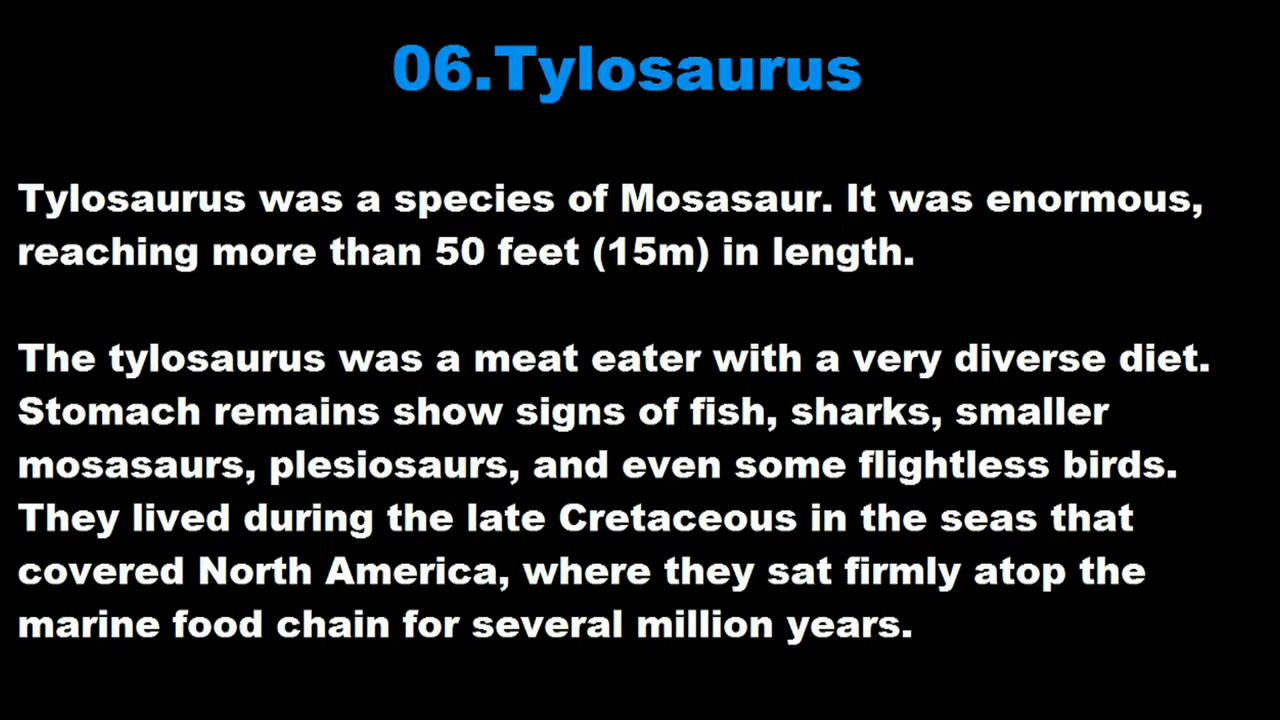 06.Tylosaurus
Tylosaurus was a species of Mosasaur. It was enormous,
reaching more than 50 feet (15m) in length.
The tylosaurus was a meat eater with a very diverse diet.
Stomach remains show signs of fish, sharks, smaller
mosasaurs, plesiosaurs, and even some flightless birds.
They lived during the late Cretaceous in the seas that
covered North America, where they sat firmly atop the
marine food chain for several million years.